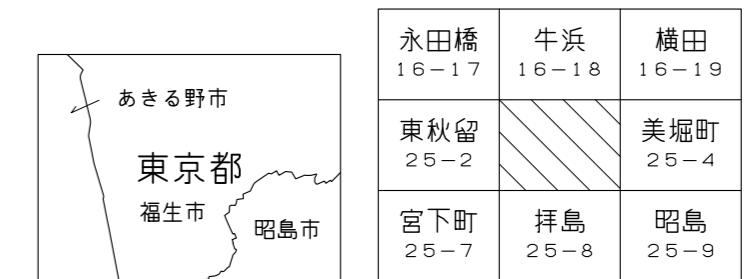 あきる野市
東京都
福生市
昭島市
永田橋 牛浜 横田
16-17 16-18 16-19
東秋留 美堀町
25-2 25-4
宮下町 拝島 昭島
25-7 25-8 25-9